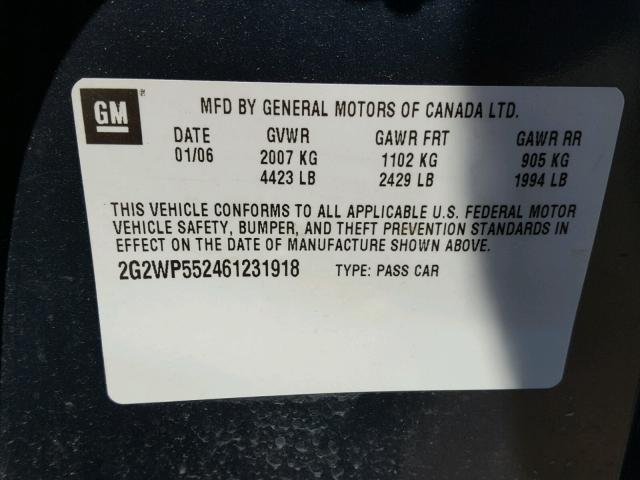 GM
MFD BY GENERAL MOTORS OF CANADA LTD.
DATE GVWR GAWR FRT GAWR RR
01/06 2007 KG 1102 KG 905 KG
4423 LB 2429 LB 1994 LB
THIS VEHICLE CONFORMS TO ALL APPLICABLE U.S. FEDERAL MOTOR
VEHICLE SAFETY, BUMPER, AND THEFT PREVENTION STANDARDS IN
EFFECT ON THE DATE OF MANUFACTURE SHOWN ABOVE.
2G2WP552461231918 TYPE: PASS CAR